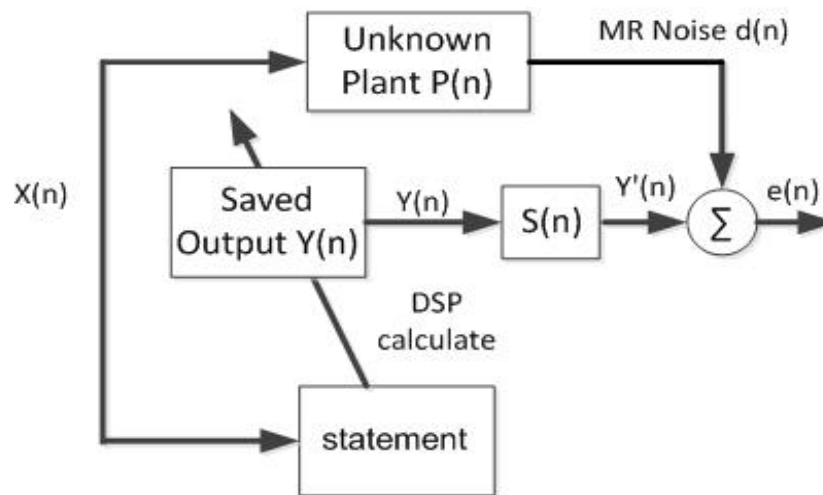 Unknown
Plant P(n)
MR Noise d(n)
X(n)
Saved
Output Y(n)
Y(n)
S(n)
Y'(n)
Σ
e(n)
DSP
calculate
statement